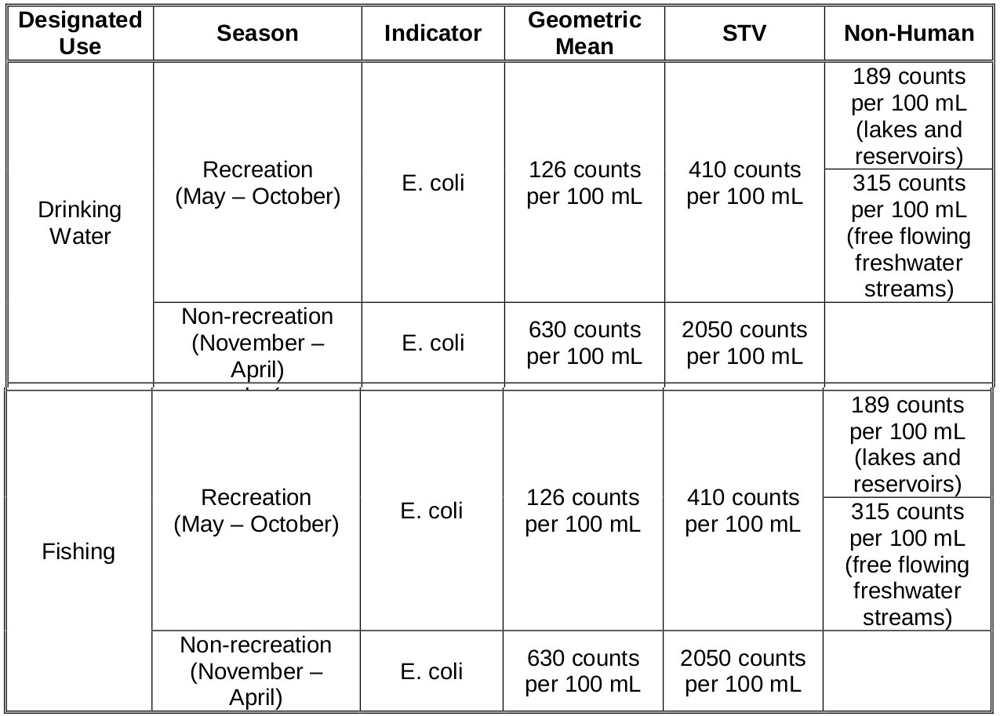 Designated
Use
Season
Indicator
Geometric
Mean
STV
Non-Human
Drinking
Water
Recreation
(May – October)
E. coli
126 counts
per 100 mL
410 counts
per 100 mL
189 counts
per 100 mL
(lakes and
reservoirs)
315 counts
per 100 mL
(free flowing
freshwater
streams)
Non-recreation
(November –
April)
E. coli
630 counts
per 100 mL
2050 counts
per 100 mL
Fishing
Recreation
(May – October)
E. coli
126 counts
per 100 mL
410 counts
per 100 mL
189 counts
per 100 mL
(lakes and
reservoirs)
315 counts
per 100 mL
(free flowing
freshwater
streams)
Non-recreation
(November –
April)
E. coli
630 counts
per 100 mL
2050 counts
per 100 mL